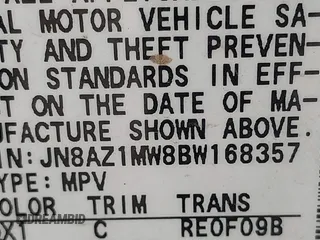 AL MOTOR VEHICLE SA-
TY AND THEFT PREVEN-
ON STANDARDS IN EFF-
T ON THE DATE OF MA-
UFACTURE SHOWN ABOVE.
IN:JN8AZ1MW8BW168357
YPE: MPV
OLOR TRIM TRANS
C RE0F09B
DREAMBID